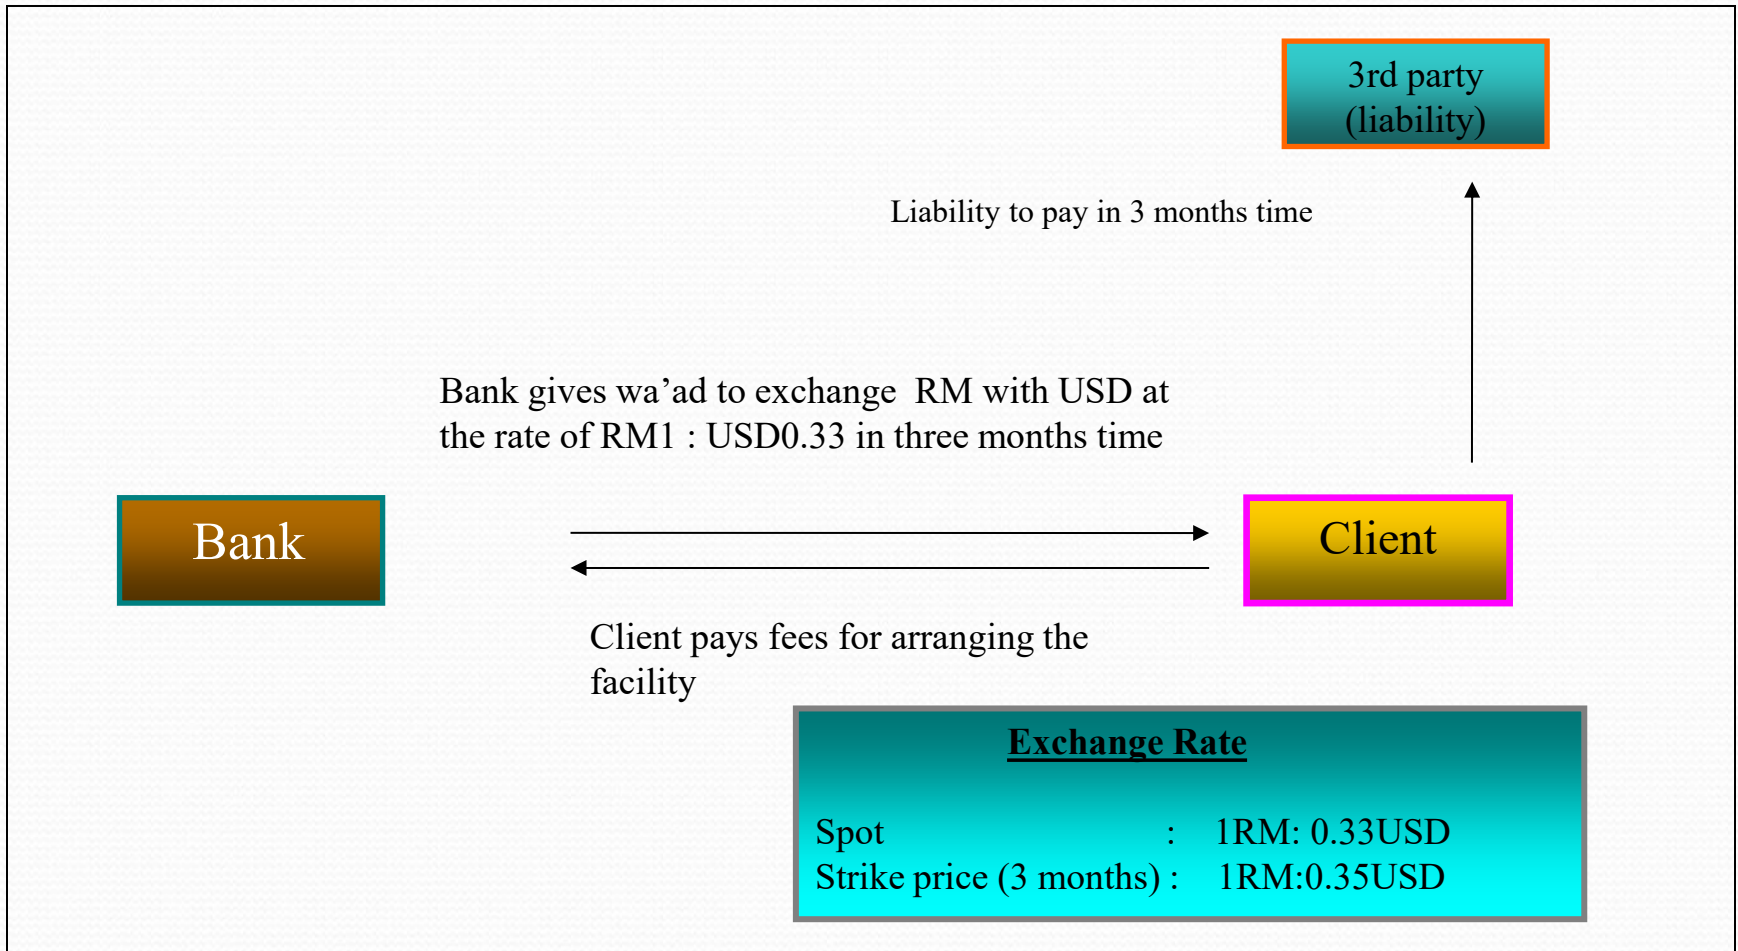 3rd party
(liability)
Liability to pay in 3 months time
Bank gives wa’ad to exchange  RM with USD at
the rate of RM1 : USD0.33 in three months time
Bank
Client
Client pays fees for arranging the
facility
Exchange Rate
Spot : 1RM: 0.33USD
Strike price (3 months) : 1RM:0.35USD